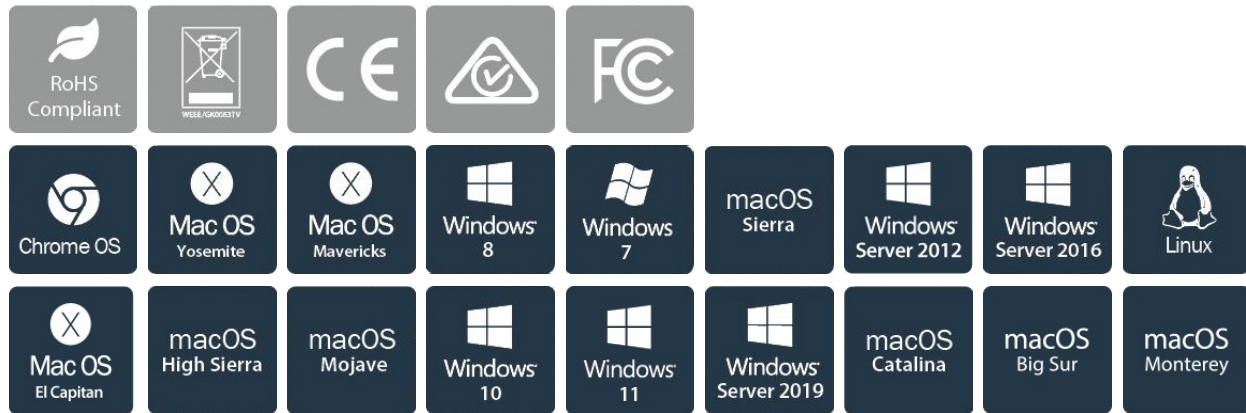 RoHS
Compliant
WEEE/GK0063TV
CE
FC
Chrome OS
X
Mac OS
Yosemite
X
Mac OS
Mavericks
Windows
8
Windows
7
macOS
Sierra
Windows
Server 2012
Windows
Server 2016
Linux
X
Mac OS
El Capitan
macOS
High Sierra
macOS
Mojave
Windows
10
Windows
11
Windows
Server 2019
macOS
Catalina
macOS
Big Sur
macOS
Monterey